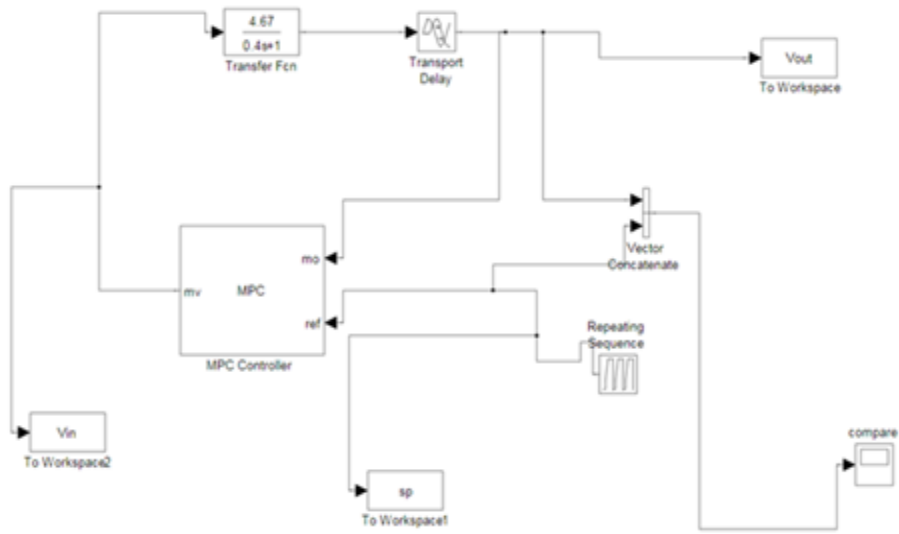 4.67
0.4s+1
Transfer Fcn
Transport
Delay
Vout
To Workspace
Vector
Concatenate
mo
mv
MPC
ref
MPC Controller
Repeating
Sequence
Vin
To Workspace2
sp
To Workspace1
compare